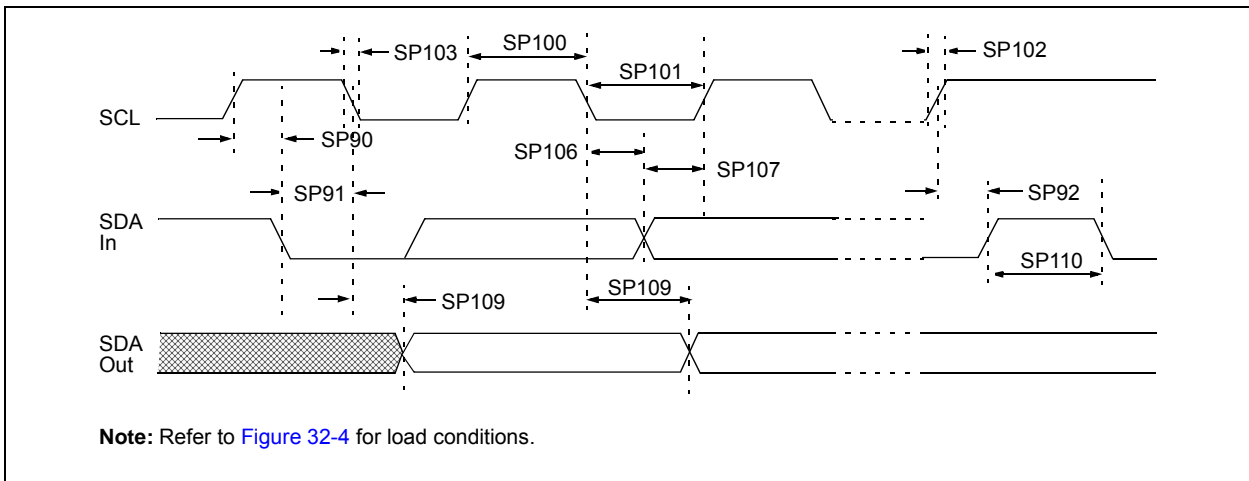 SP103
SP100
SP101
SP102
SCL
SP90
SP106
SP107
SP91
SP92
SDA
In
SP110
SP109
SP109
SDA
Out
Note: Refer to Figure 32-4 for load conditions.